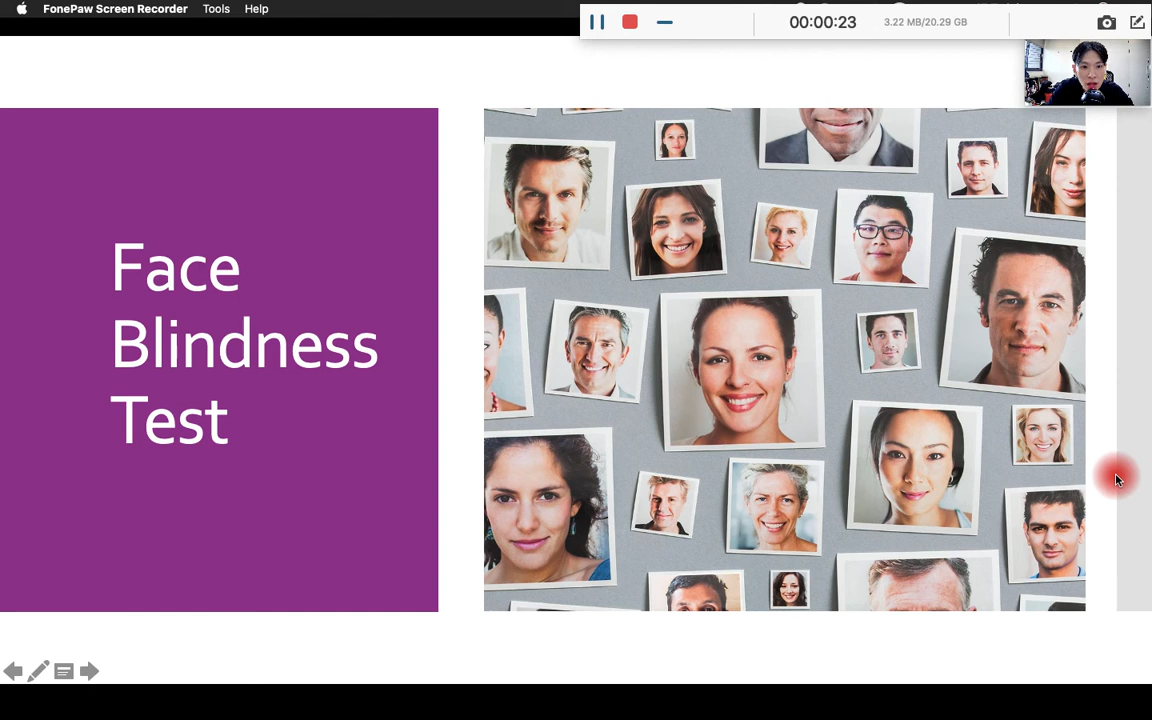 FonePaw Screen Recorder Tools Help
00:00:23 3.22 MB/20.29 GB
Face
Blindness
Test